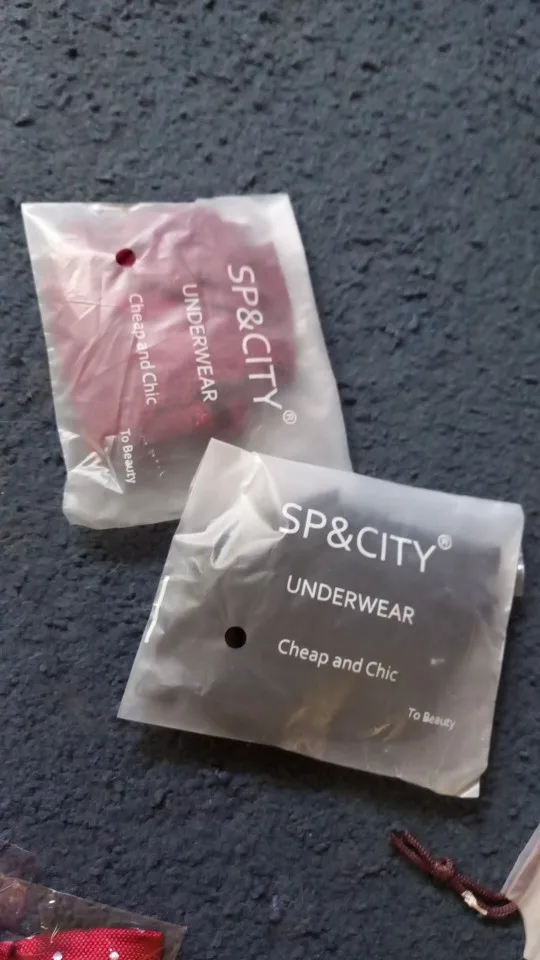 SP&CITY®
UNDERWEAR
Cheap and Chic
To Beauty
SP&CITY®
UNDERWEAR
Cheap and Chic
To Beauty